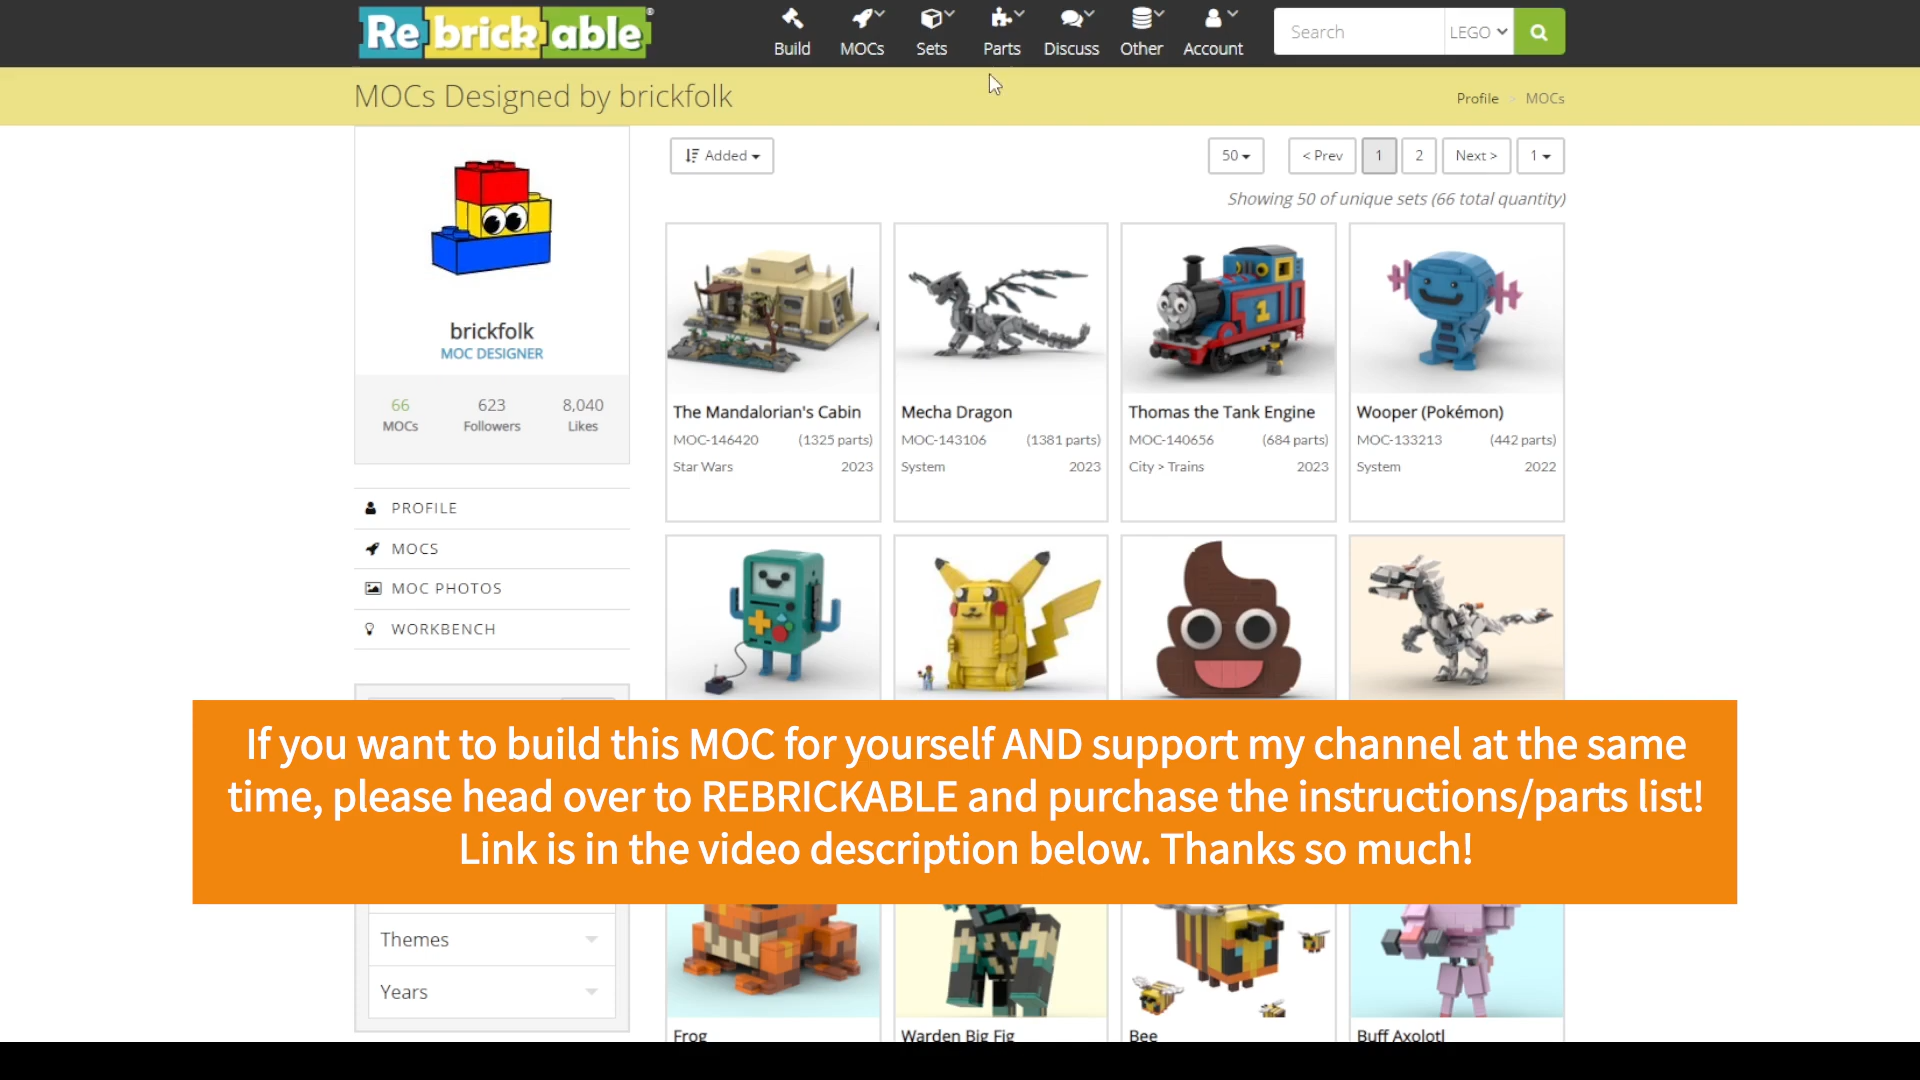 Rebrickable®
Build
MOCs
Sets
Parts
Discuss
Other
Account
Search
LEGO
MOCs Designed by brickfolk
Profile > MOCs
Added
50
< Prev
1
2
Next >
1
Showing 50 of unique sets (66 total quantity)
brickfolk
MOC DESIGNER
66
MOCs
623
Followers
8,040
Likes
PROFILE
MOCS
MOC PHOTOS
WORKBENCH
The Mandalorian's Cabin
MOC-146420 (1325 parts)
Star Wars 2023
Mecha Dragon
MOC-143106 (1381 parts)
System 2023
1
Thomas the Tank Engine
MOC-140656 (684 parts)
City > Trains 2023
Wooper (Pokémon)
MOC-133213 (442 parts)
System 2022
If you want to build this MOC for yourself AND support my channel at the same
time, please head over to REBRICKABLE and purchase the instructions/parts list!
Link is in the video description below. Thanks so much!
Themes
Years
Frog
Warden Big Fig
Bee
Buff Axolotl